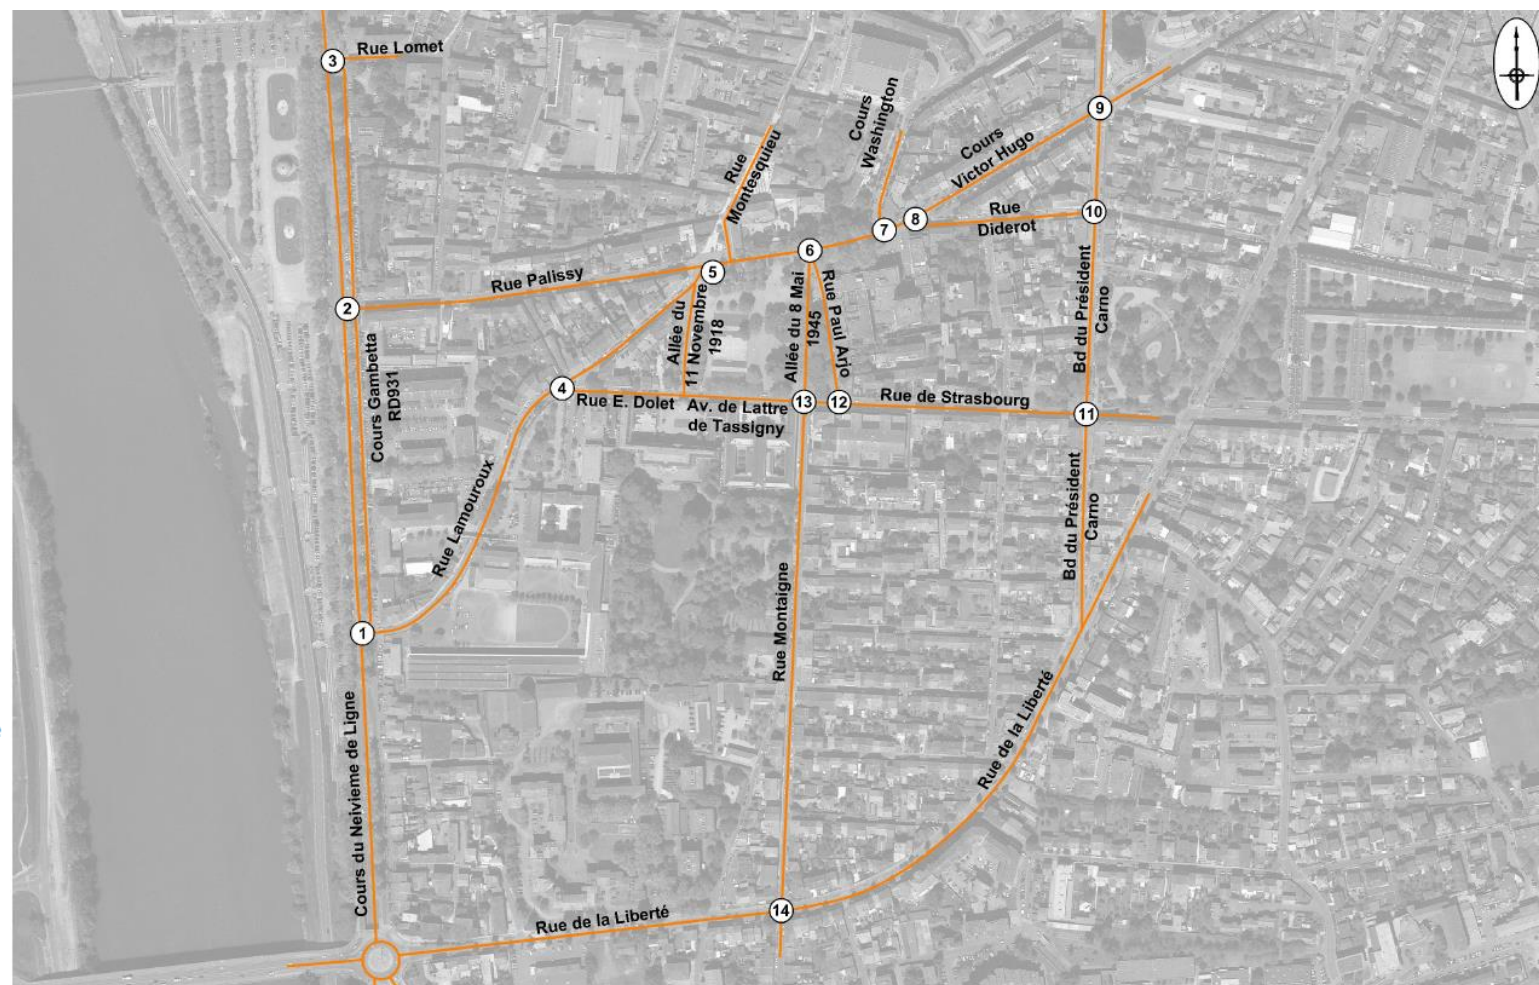 3
Rue Lomet
Rue
Montesquieu
Cours
Washington
9
Cours
Victor Hugo
8
7
Rue
Diderot
10
6
5
Rue Palissy
2
Allée du
11 Novembre
1918
Allée du 8 Mai
1945
Rue Paul Arjo
Bd du Président
Carno
Cours Gambetta
RD931
4
Rue E. Dolet
Av. de Lattre
de Tassigny
13
12
Rue de Strasbourg
11
Rue Lamouroux
Bd du Président
Carno
1
Rue Montaigne
Rue de la Liberté
Cours du Neivieme de Ligne
14
Rue de la Liberté